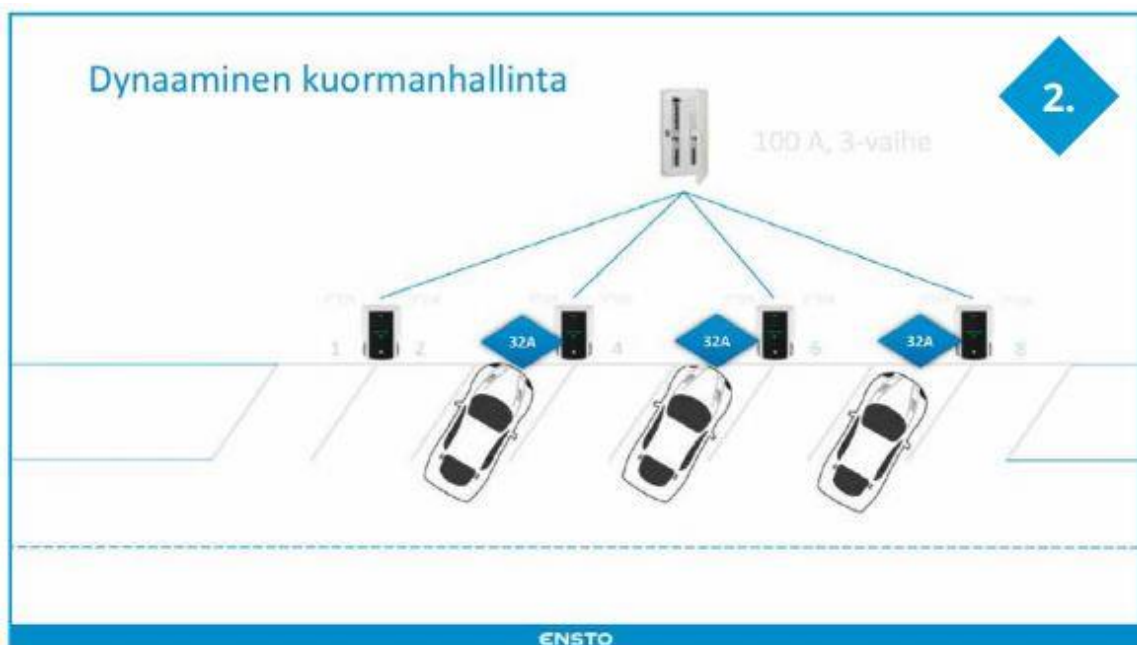 Dynaaminen kuormanhallinta
2.
100 A, 3-vaihe
1 2 32A 4 32A 6 32A 8
ENSTO